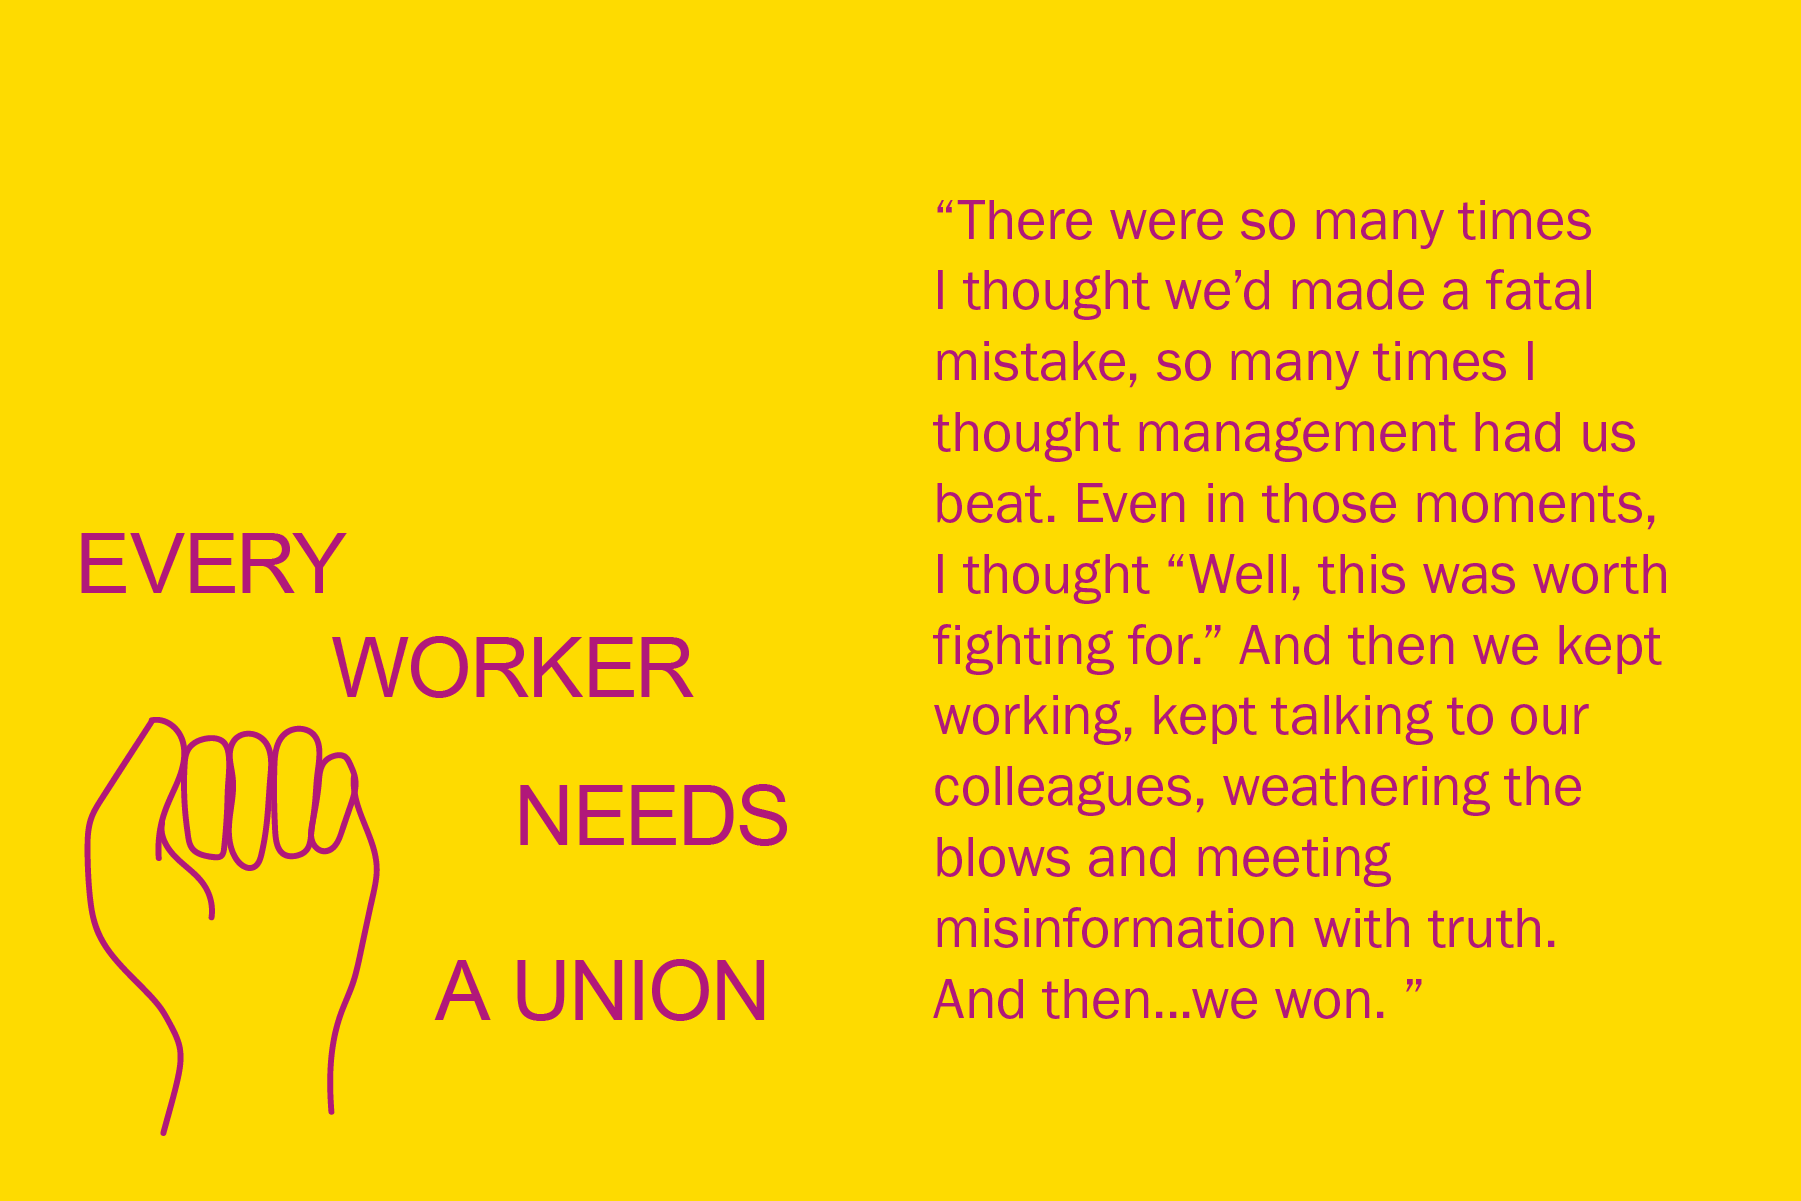 EVERY
WORKER
NEEDS
A UNION
“There were so many times
I thought we’d made a fatal
mistake, so many times I
thought management had us
beat. Even in those moments,
I thought “Well, this was worth
fighting for.” And then we kept
working, kept talking to our
colleagues, weathering the
blows and meeting
misinformation with truth.
And then...we won. ”